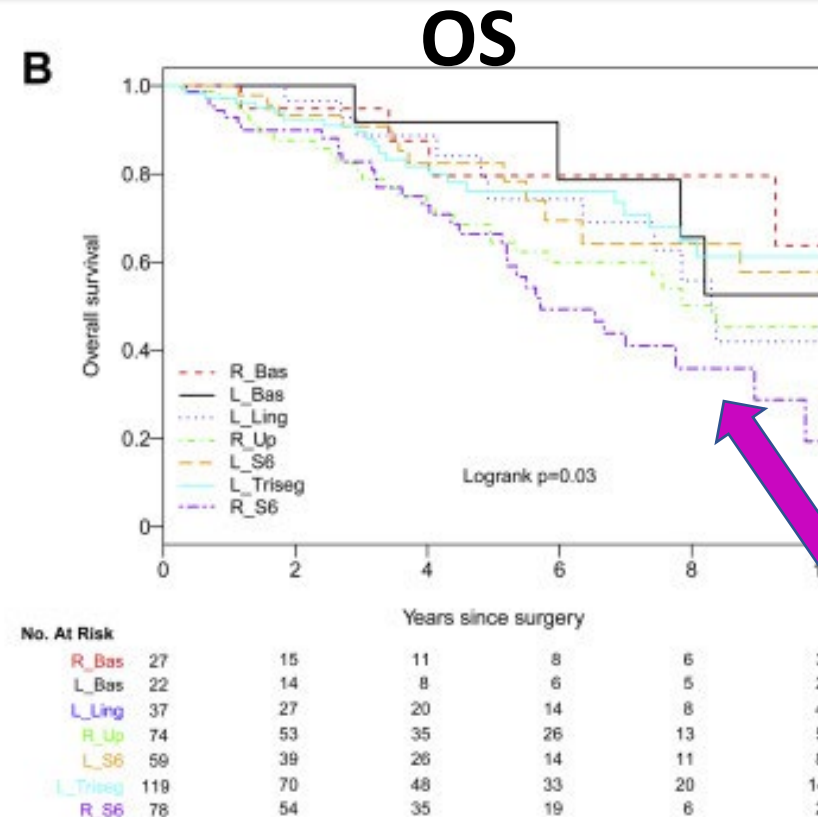 OS
B
1.0
0.8
0.6
0.4
0.2
0
Overall survival
R_Bas
L_Bas
L_Ling
R_Up
L_S6
L_Triseg
R_S6
Logrank p=0.03
0 2 4 6 8
Years since surgery
No. At Risk
R_Bas 27 15 11 8 6
L_Bas 22 14 8 6 5
L_Ling 37 27 20 14 8
R_Up 74 53 35 26 13
L_S6 59 39 26 14 11
L_Triseg 119 70 48 33 20
R_S6 78 54 35 19 6